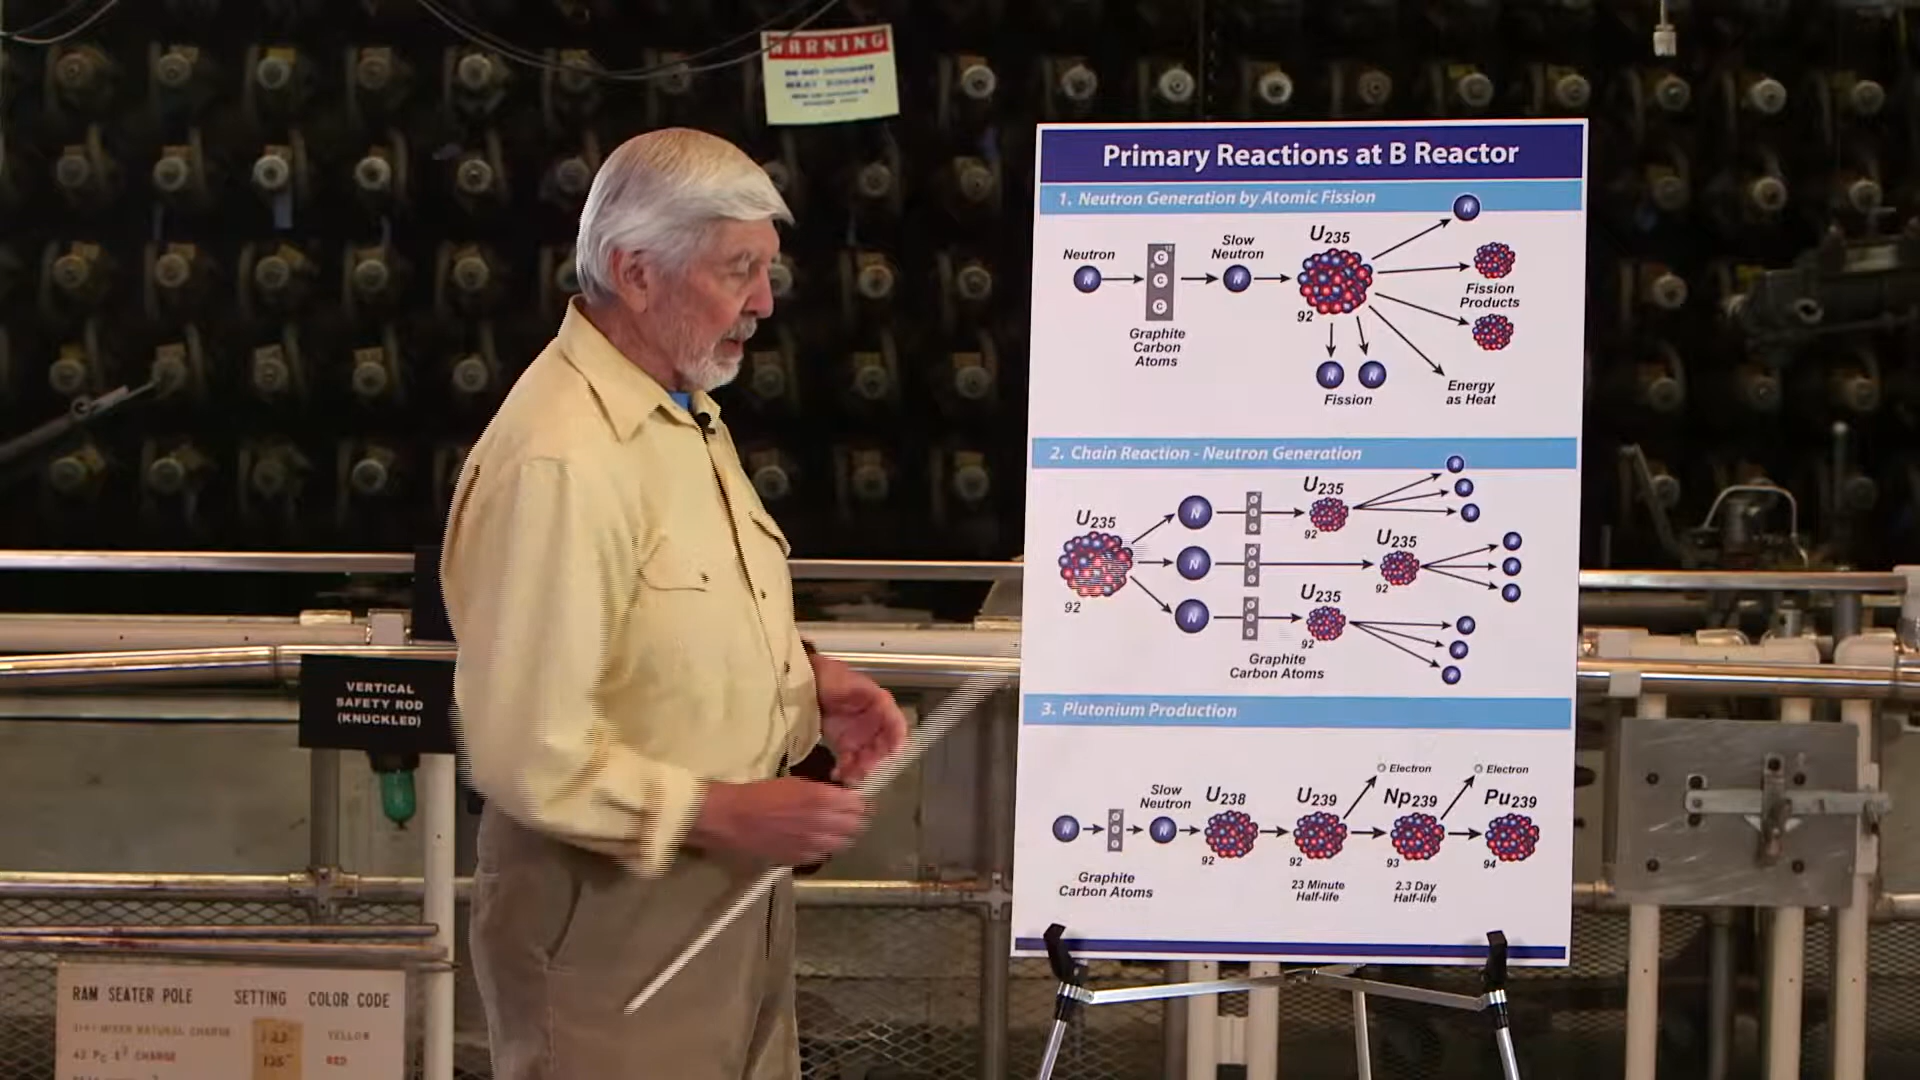 WARNING
Primary Reactions at B Reactor
1. Neutron Generation by Atomic Fission
Neutron
Slow
Neutron
U235
92
N
C
C
C
N
N
Graphite
Carbon
Atoms
Fission
Products
N
N
Fission
Energy
as Heat
2. Chain Reaction - Neutron Generation
U235
92
N
N
N
U235
92
U235
92
U235
92
Graphite
Carbon Atoms
3. Plutonium Production
Electron
Electron
Slow
Neutron
U238
U239
Np239
Pu239
N
N
92
92
93
94
Graphite
Carbon Atoms
23 Minute
Half-life
2.3 Day
Half-life
VERTICAL
SAFETY ROD
(KNUCKLED)
RAM SEATER POLE SETTING COLOR CODE
NATURAL CHARGE YELLOW
CHARGE RED